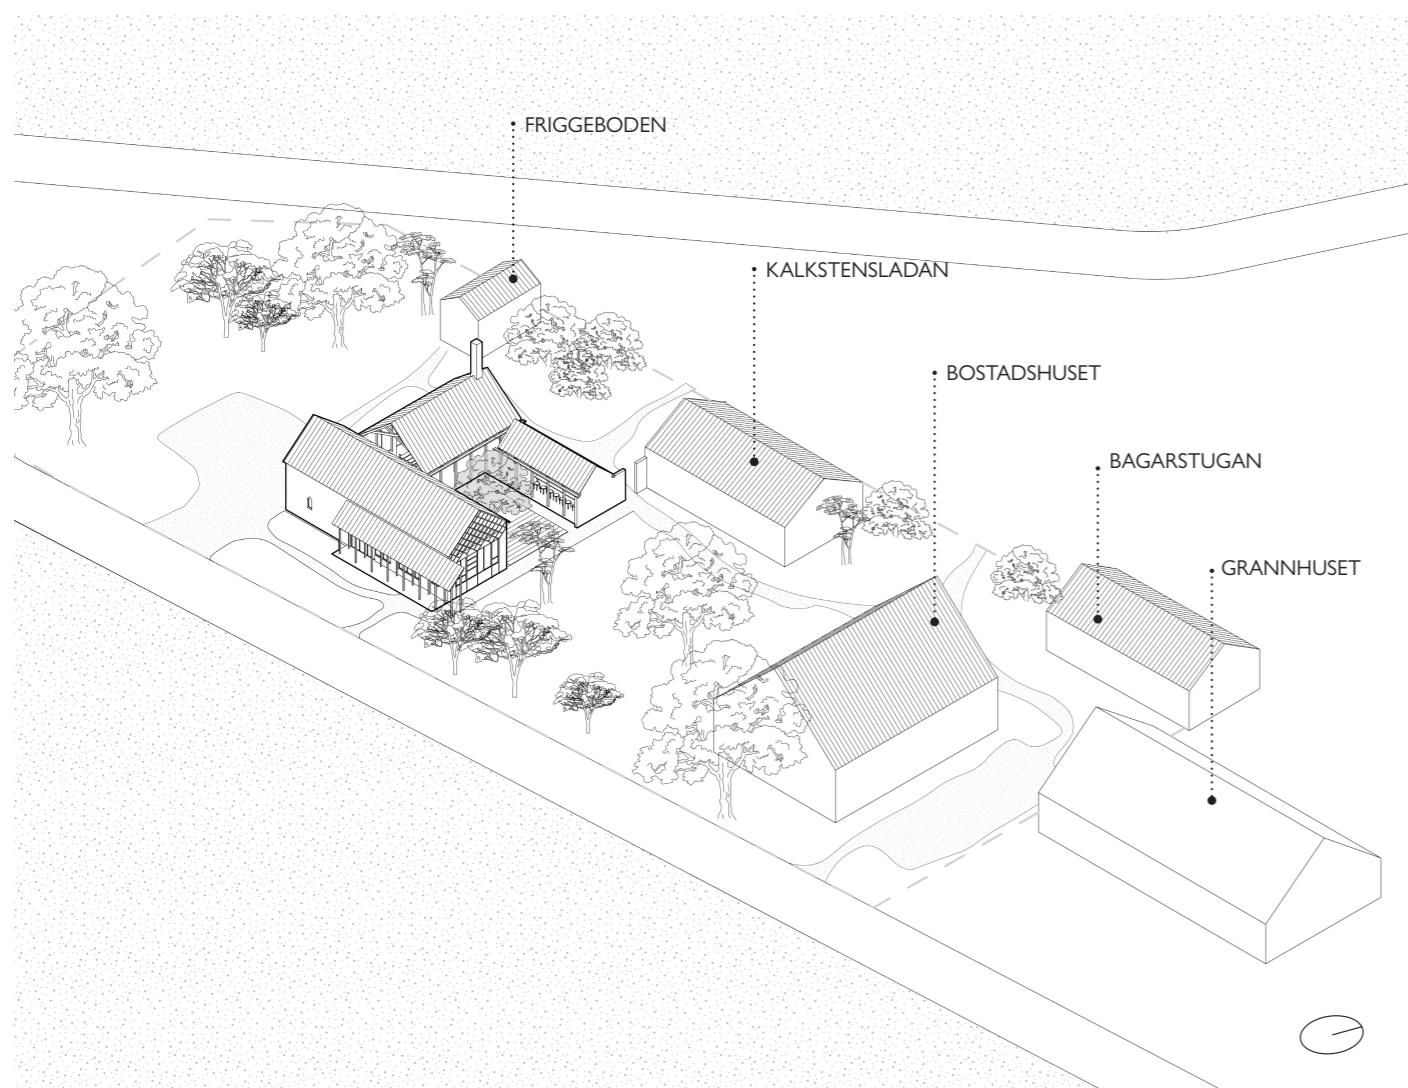 FRIGGEBODEN
KALKSTENSLADAN
BOSTADSHUSET
BAGARSTUGAN
GRANNHUSET